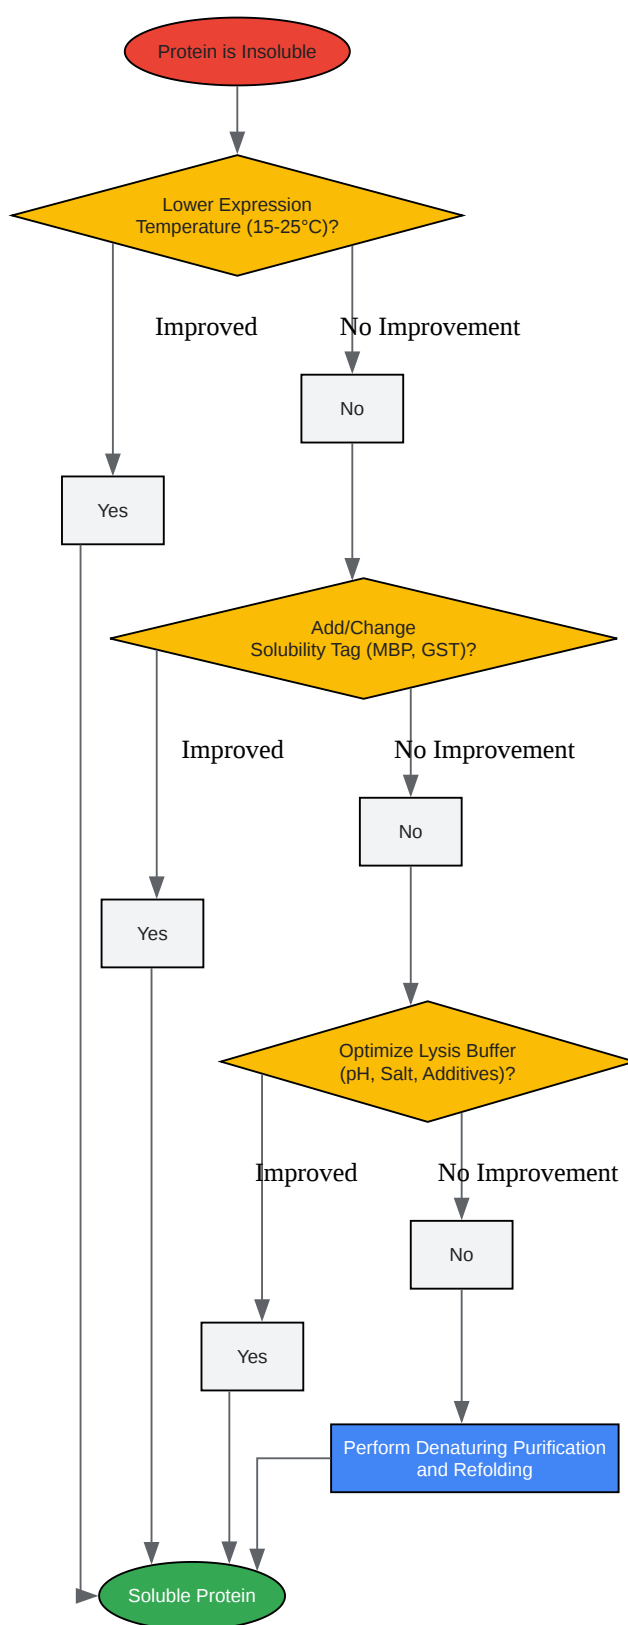 Protein is Insoluble
Lower Expression
Temperature (15-25°C)?
Improved
No Improvement
No
Yes
Add/Change
Solubility Tag (MBP, GST)?
Improved
No Improvement
No
Yes
Optimize Lysis Buffer
(pH, Salt, Additives)?
Improved
No Improvement
No
Yes
Perform Denaturing Purification
and Refolding
Soluble Protein